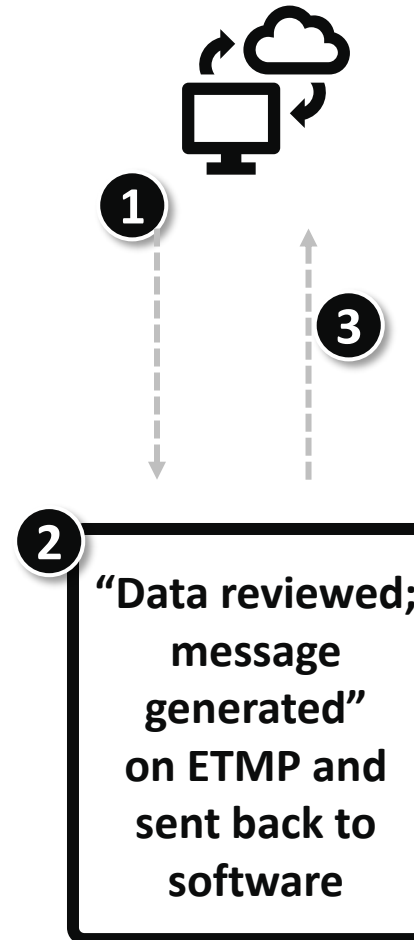 1
3
2
“Data reviewed;
message
generated”
on ETMP and
sent back to
software